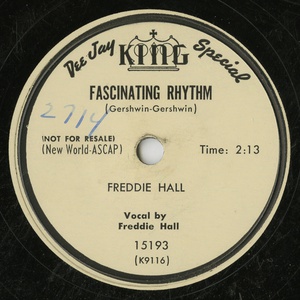 Dee Jay KING Special
FASCINATING RHYTHM
(Gershwin-Gershwin)
2714
(NOT FOR RESALE)
(New World-ASCAP) Time: 2:13
FREDDIE HALL
Vocal by
Freddie Hall
15193
(K9116)